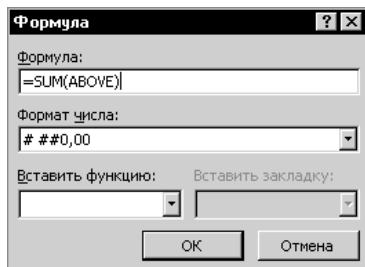 Формула
Формула:
=SUM(ABOVE)
Формат числа:
# ##0,00
Вставить функцию: Вставить закладку:
ОК Отмена